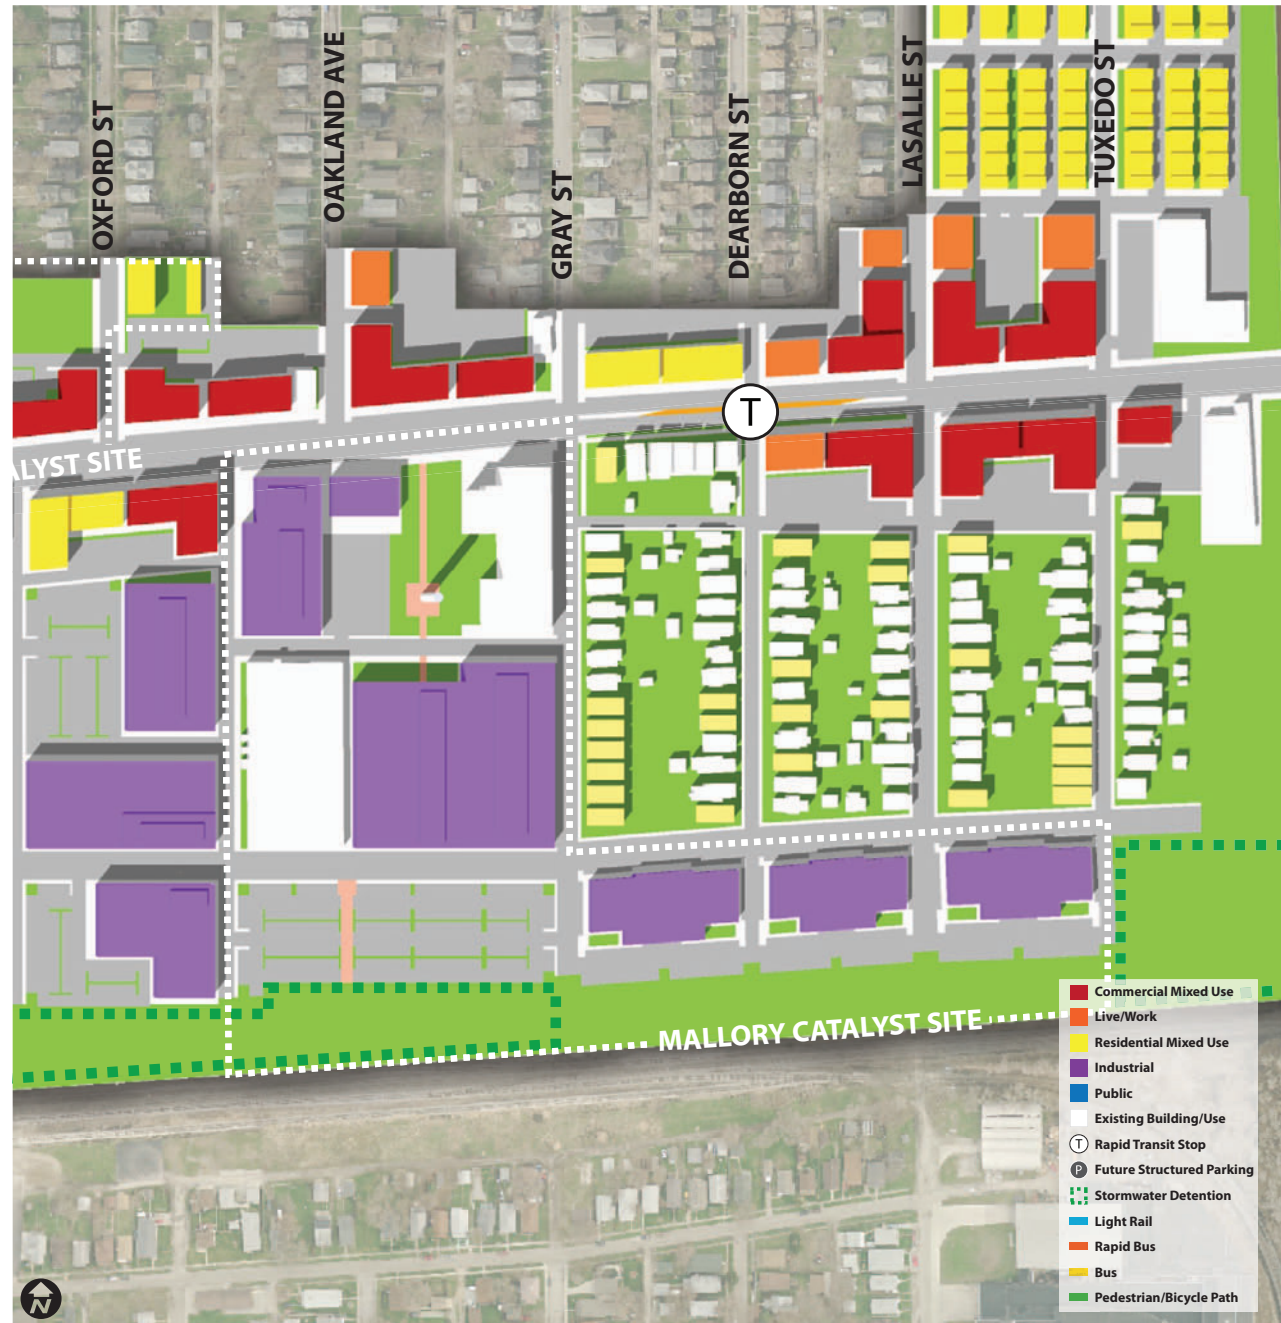 OXFORD ST
OAKLAND AVE
GRAY ST
DEARBORN ST
LASALLE ST
TUXEDO ST
T
ALYST SITE
MALLORY CATALYST SITE
Commercial Mixed Use
Live/Work
Residential Mixed Use
Industrial
Public
Existing Building/Use
T Rapid Transit Stop
P Future Structured Parking
Stormwater Detention
Light Rail
Rapid Bus
Bus
Pedestrian/Bicycle Path
N